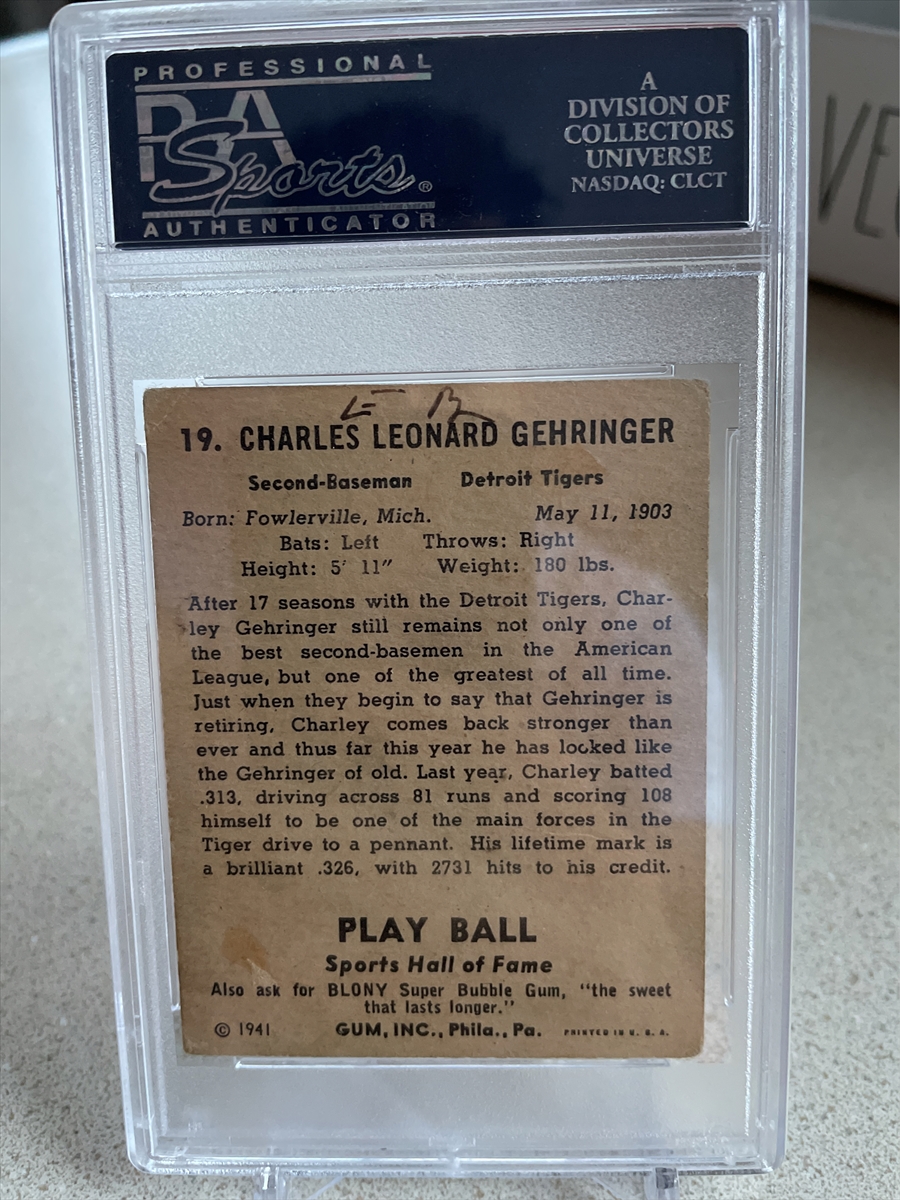 PROFESSIONAL
PSA
Sports®
AUTHENTICATOR
A
DIVISION OF
COLLECTORS
UNIVERSE
NASDAQ: CLCT
19. CHARLES LEONARD GEHRINGER
Second-Baseman Detroit Tigers
Born: Fowlerville, Mich. May 11, 1903
Bats: Left Throws: Right
Height: 5' 11" Weight: 180 lbs.
After 17 seasons with the Detroit Tigers, Char-
ley Gehringer still remains not only one of
the best second-basemen in the American
League, but one of the greatest of all time.
Just when they begin to say that Gehringer is
retiring, Charley comes back stronger than
ever and thus far this year he has looked like
the Gehringer of old. Last year, Charley batted
.313, driving across 81 runs and scoring 108
himself to be one of the main forces in the
Tiger drive to a pennant. His lifetime mark is
a brilliant .326, with 2731 hits to his credit.
PLAY BALL
Sports Hall of Fame
Also ask for BLONY Super Bubble Gum, "the sweet
that lasts longer."
© 1941 GUM, INC., Phila., Pa. PRINTED IN U. S. A.